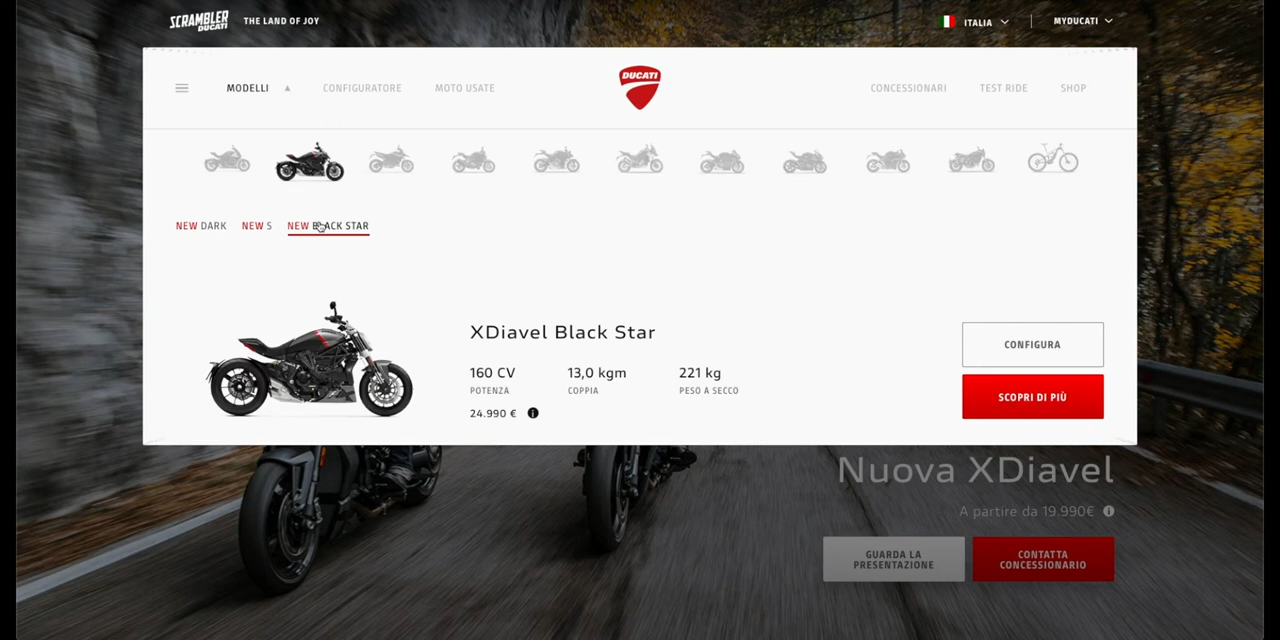 SCRAMBLER
DUCATI
THE LAND OF JOY
ITALIA
MYDUCATI
MODELLI
CONFIGURATORE
MOTO USATE
DUCATI
CONCESSIONARI
TEST RIDE
SHOP
NEW DARK
NEW S
NEW BLACK STAR
XDiavel Black Star
160 CV
13,0 kgm
221 kg
POTENZA
COPPIA
PESO A SECCO
24.990 €
CONFIGURA
SCOPRI DI PIÙ
Nuova XDiavel
A partire da 19.990€
GUARDA LA
PRESENTAZIONE
CONTATTA
CONCESSIONARIO